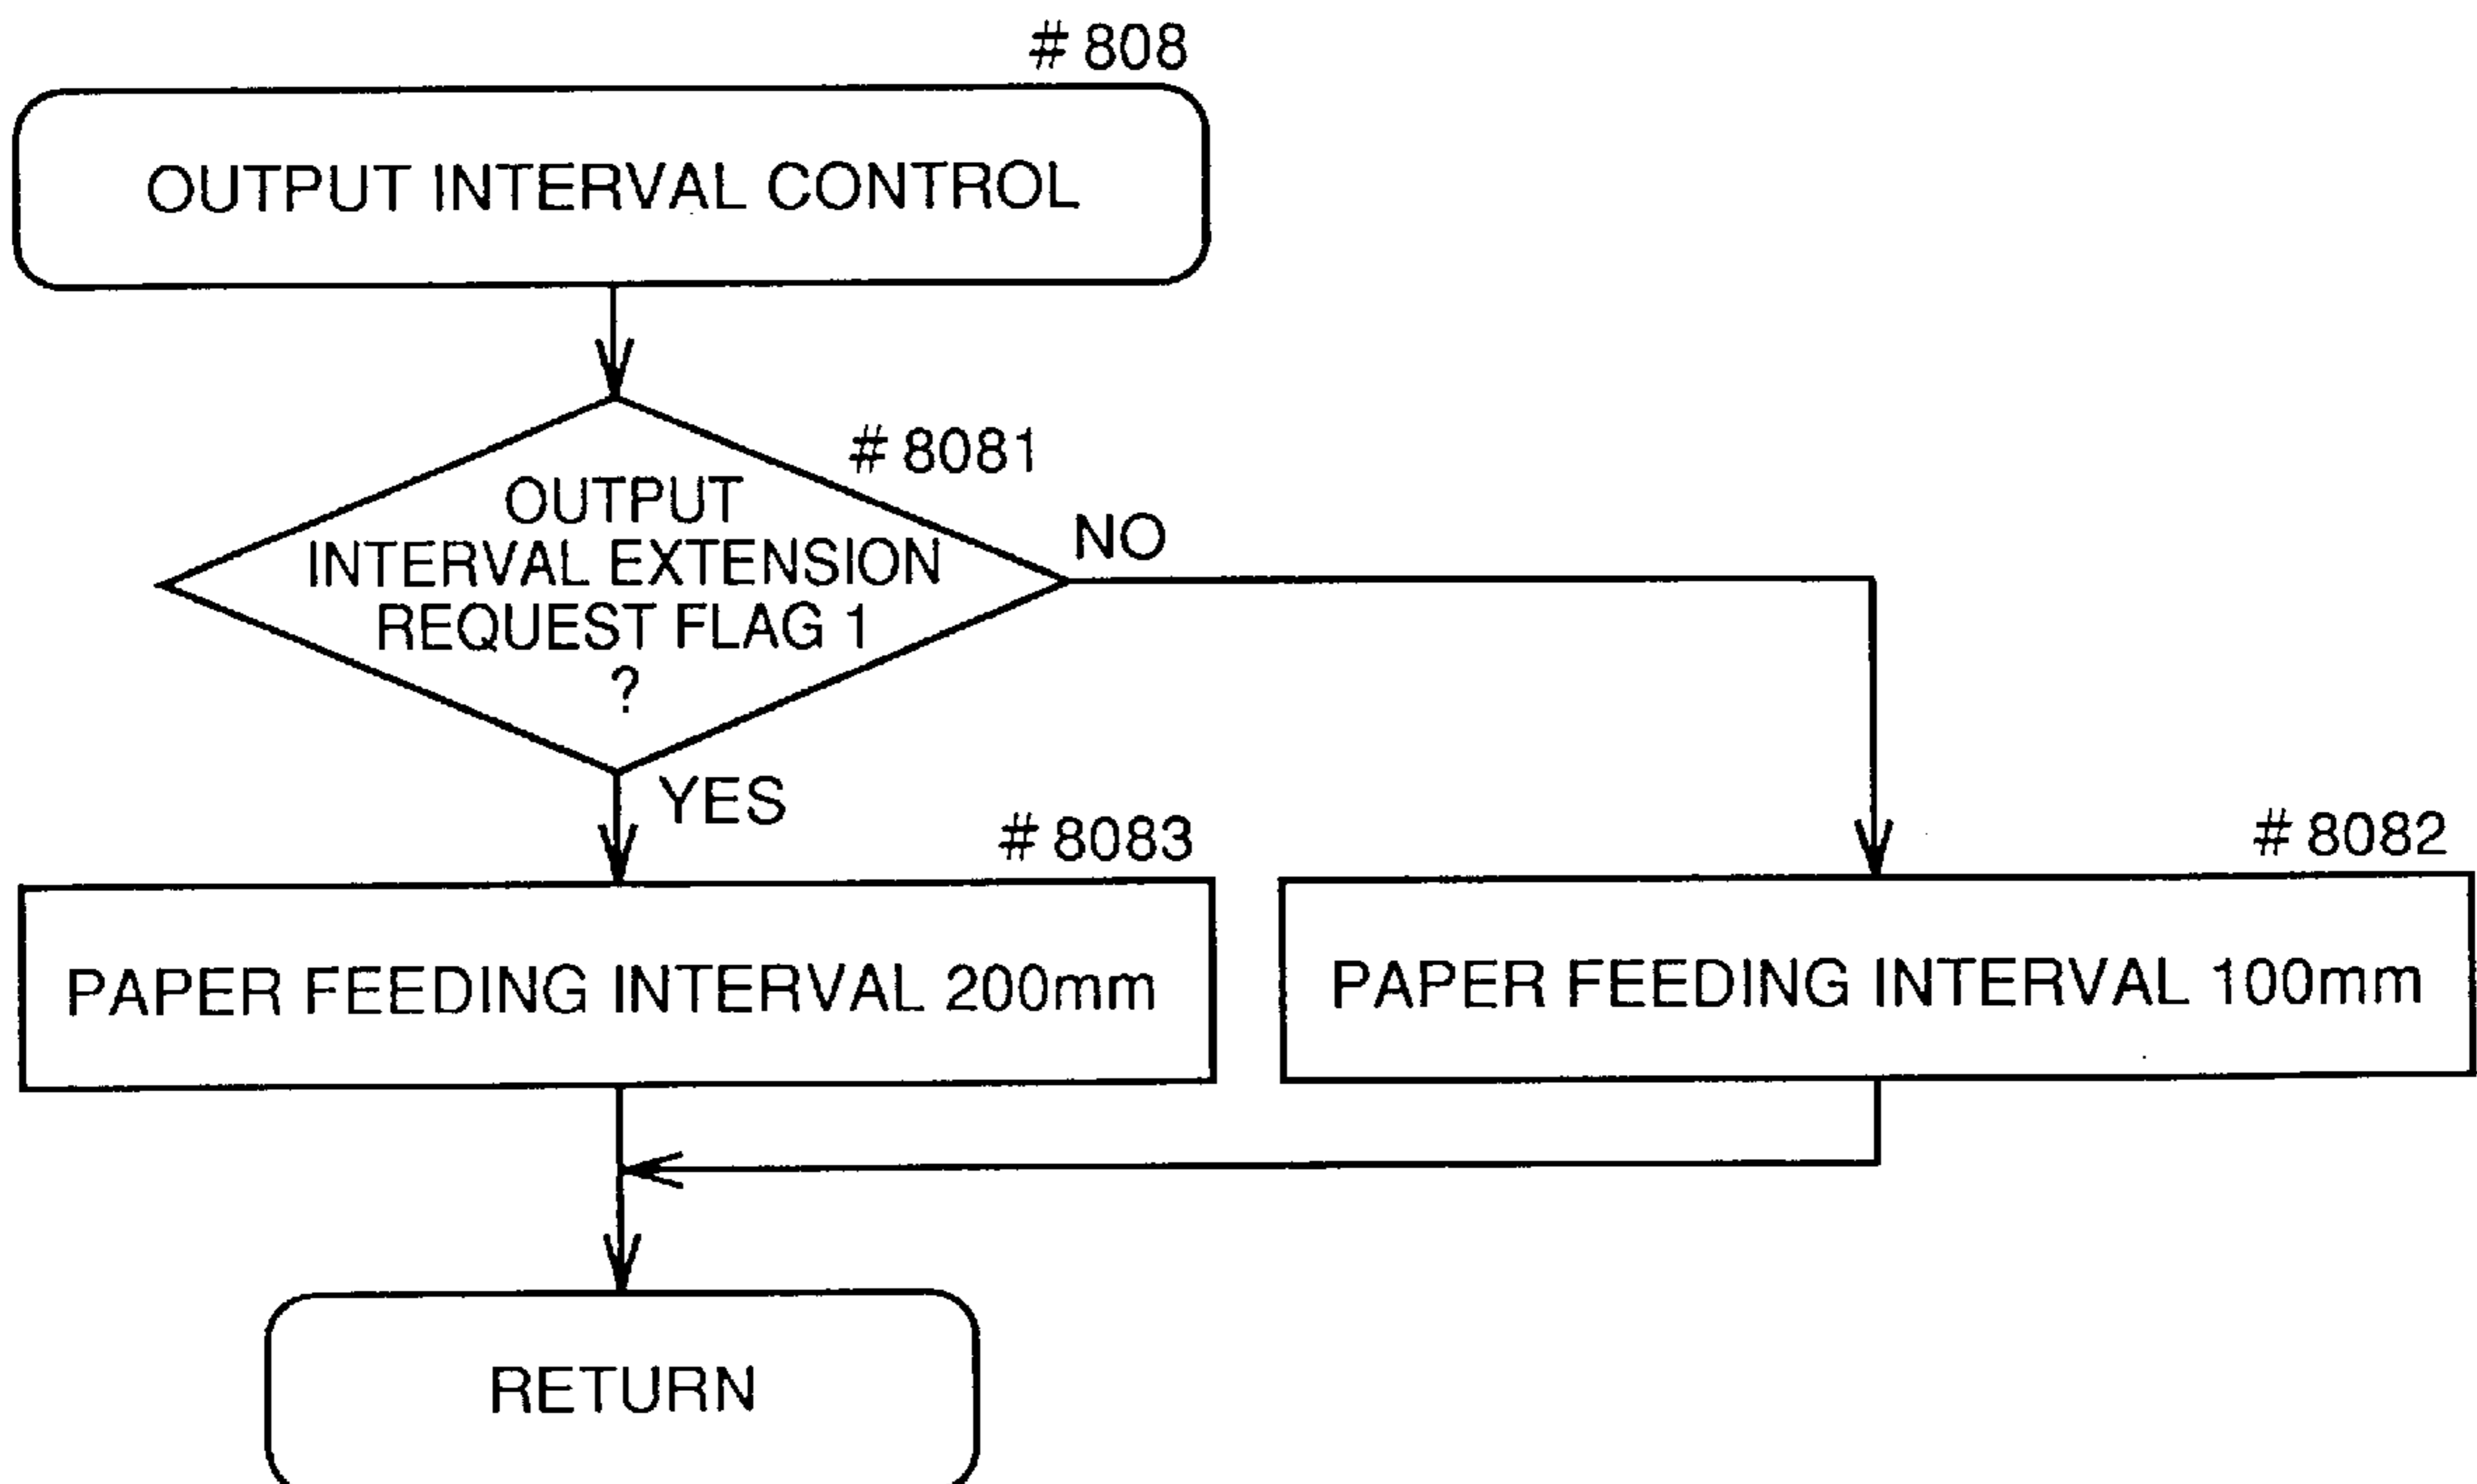 # 808
OUTPUT INTERVAL CONTROL
# 8081
OUTPUT
INTERVAL EXTENSION
REQUEST FLAG 1
?
NO
YES
# 8083
PAPER FEEDING INTERVAL 200mm
# 8082
PAPER FEEDING INTERVAL 100mm
RETURN